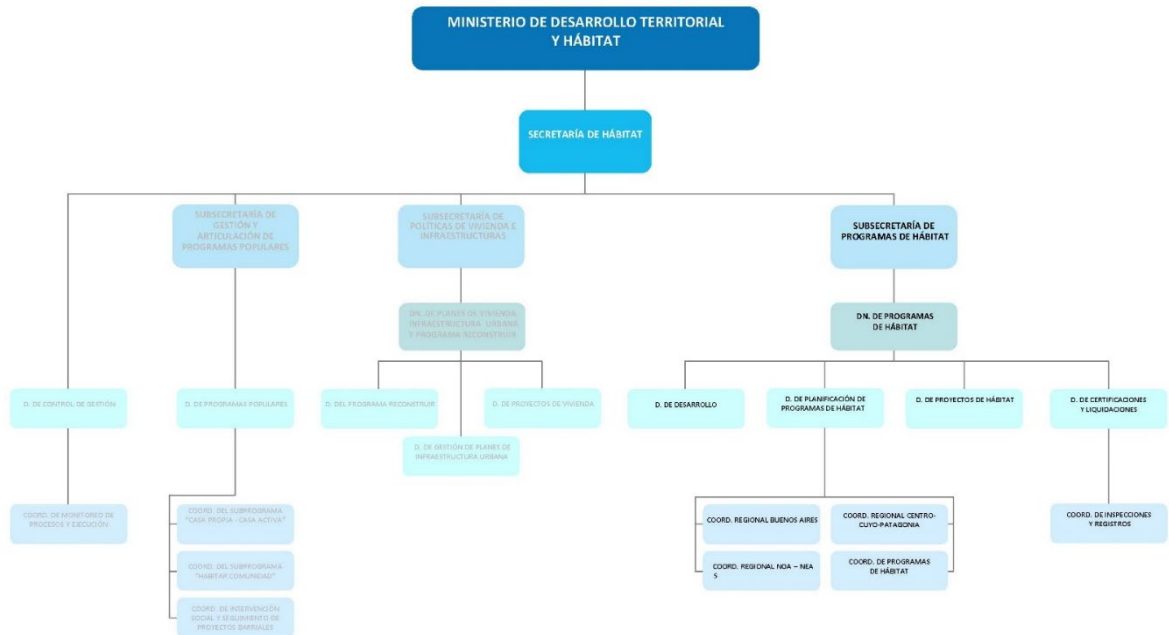 MINISTERIO DE DESARROLLO TERRITORIAL
Y HÁBITAT
SECRETARÍA DE HÁBITAT
SUBSECRETARÍA DE
GESTIÓN Y
ARTICULACIÓN DE
PROGRAMAS POPULARES
SUBSECRETARÍA DE
POLÍTICAS DE VIVIENDA E
INFRAESTRUCTURAS
SUBSECRETARÍA DE
PROGRAMAS DE HÁBITAT
DN. DE PLANES DE VIVIENDA,
INFRAESTRUCTURA URBANA
Y PROGRAMA RECONSTRUIR
DN. DE PROGRAMAS
DE HÁBITAT
D. DE CONTROL DE GESTIÓN
D. DE PROGRAMAS POPULARES
D. DEL PROGRAMA RECONSTRUIR
D. DE PROYECTOS DE VIVIENDA
D. DE GESTIÓN DE PLANES DE
INFRAESTRUCTURA URBANA
D. DE DESARROLLO
D. DE PLANIFICACIÓN DE
PROGRAMAS DE HÁBITAT
D. DE PROYECTOS DE HÁBITAT
D. DE CERTIFICACIONES
Y LIQUIDACIONES
COORD. DE MONITOREO DE
PROCESOS Y EJECUCIÓN
COORD. DEL SUBPROGRAMA
"CASA PROPIA - CASA ACTIVA"
COORD. DEL SUBPROGRAMA
"HABITAR COMUNIDAD"
COORD. DE INTERVENCIÓN
SOCIAL Y SEGUIMIENTO DE
PROYECTOS BARRIALES
COORD. REGIONAL BUENOS AIRES
COORD. REGIONAL CENTRO-
CUYO-PATAGONIA
COORD. REGIONAL NOA – NEA
S
COORD. DE PROGRAMAS
DE HÁBITAT
COORD. DE INSPECCIONES
Y REGISTROS